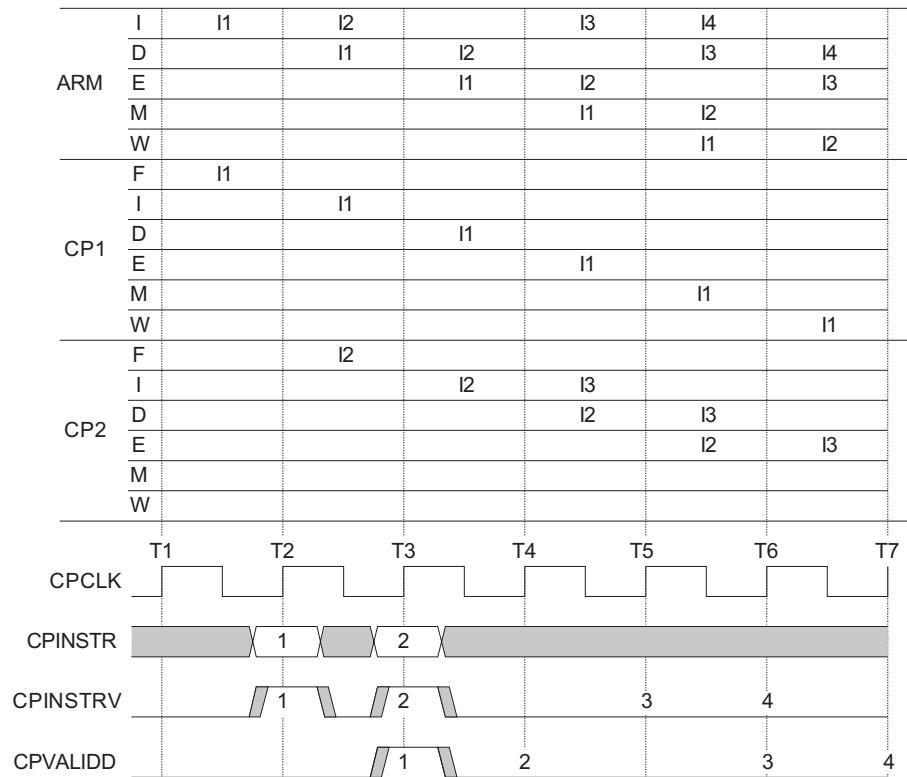 I I1 I2 I3 I4
D I1 I2 I3 I4
ARM E I1 I2 I3
M I1 I2
W I1 I2
F I1
I I1
D I1
CP1
E I1
M I1
W I1
F I2
I I2 I3
D I2 I3
CP2
E I2 I3
M
W
T1 T2 T3 T4 T5 T6 T7
CPCLK
CPINSTR 1 2
CPINSTRV 1 2 3 4
CPVALIDD 1 2 3 4